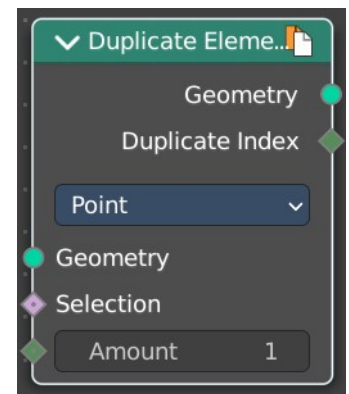 Duplicate Eleme...
Geometry
Duplicate Index
Point
Geometry
Selection
Amount 1